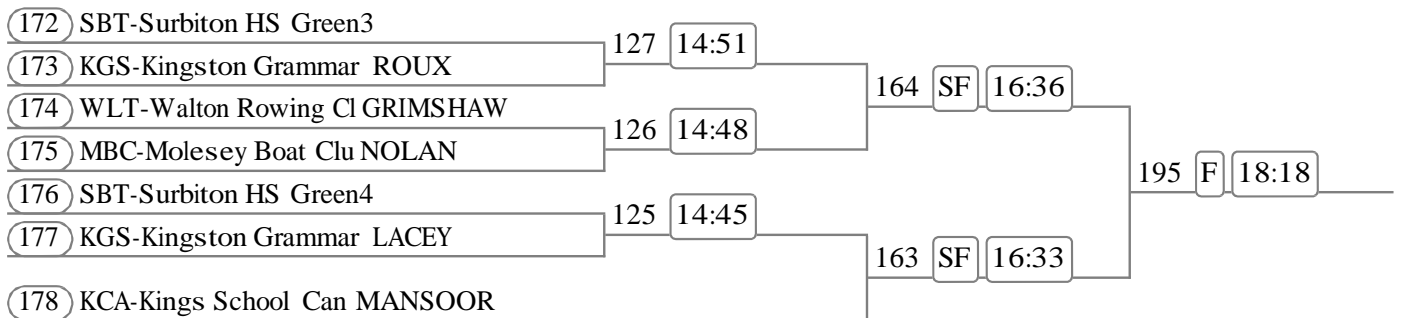 172 SBT-Surbiton HS Green3
127 14:51
173 KGS-Kingston Grammar ROUX
164 SF 16:36
174 WLT-Walton Rowing Cl GRIMSHAW
126 14:48
175 MBC-Molesey Boat Clu NOLAN
195 F 18:18
176 SBT-Surbiton HS Green4
125 14:45
177 KGS-Kingston Grammar LACEY
163 SF 16:33
178 KCA-Kings School Can MANSOOR